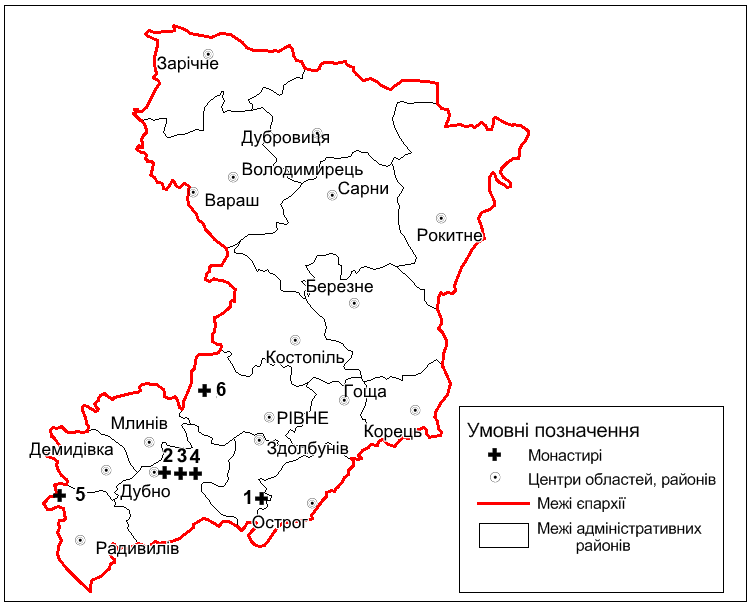 Зарічне
Дубровиця
Володимирець
Сарни
Вараш
Рокитне
Березне
Костопіль
6
Гоща
РІВНЕ
Млинів
Корець
Здолбунів
Демидівка
2 3 4
Дубно
5
1
Острог
Радивилів
Умовні позначення
Монастирі
Центри областей, районів
Межі єпархії
Межі адміністративних
районів